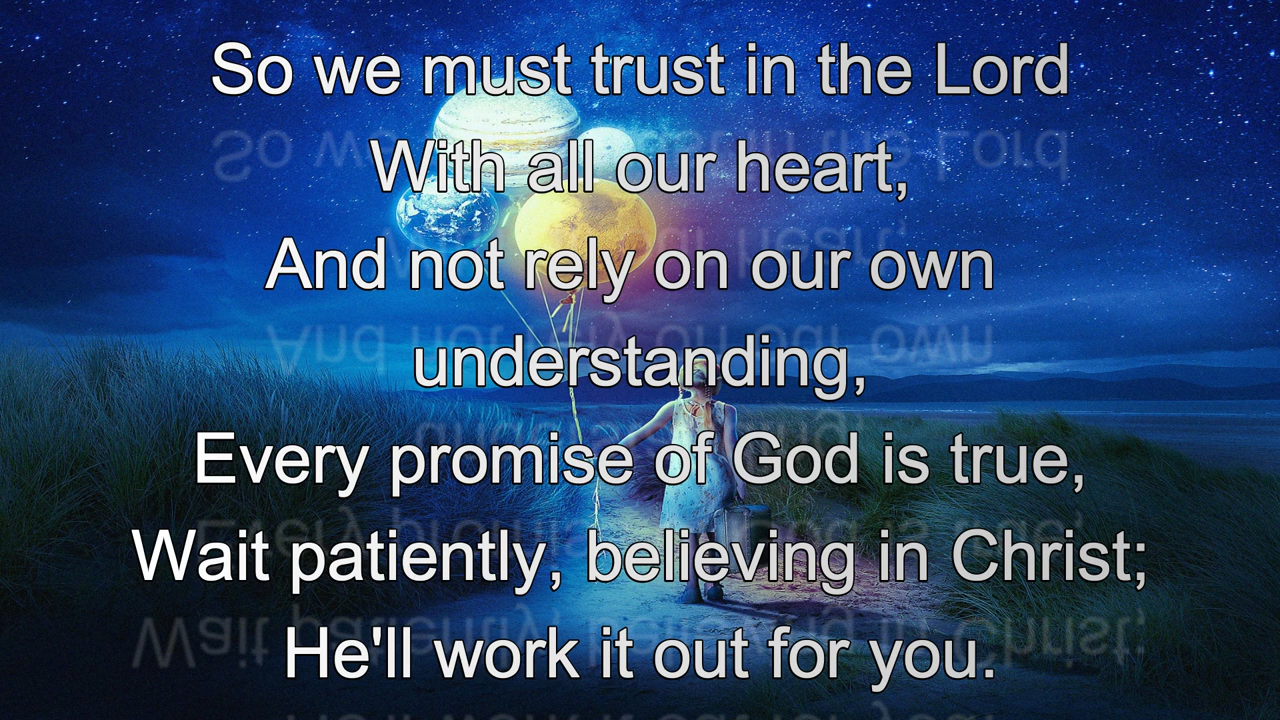 So we must trust in the Lord
With all our heart,
And not rely on our own
understanding,
Every promise of God is true,
Wait patiently, believing in Christ;
He'll work it out for you.